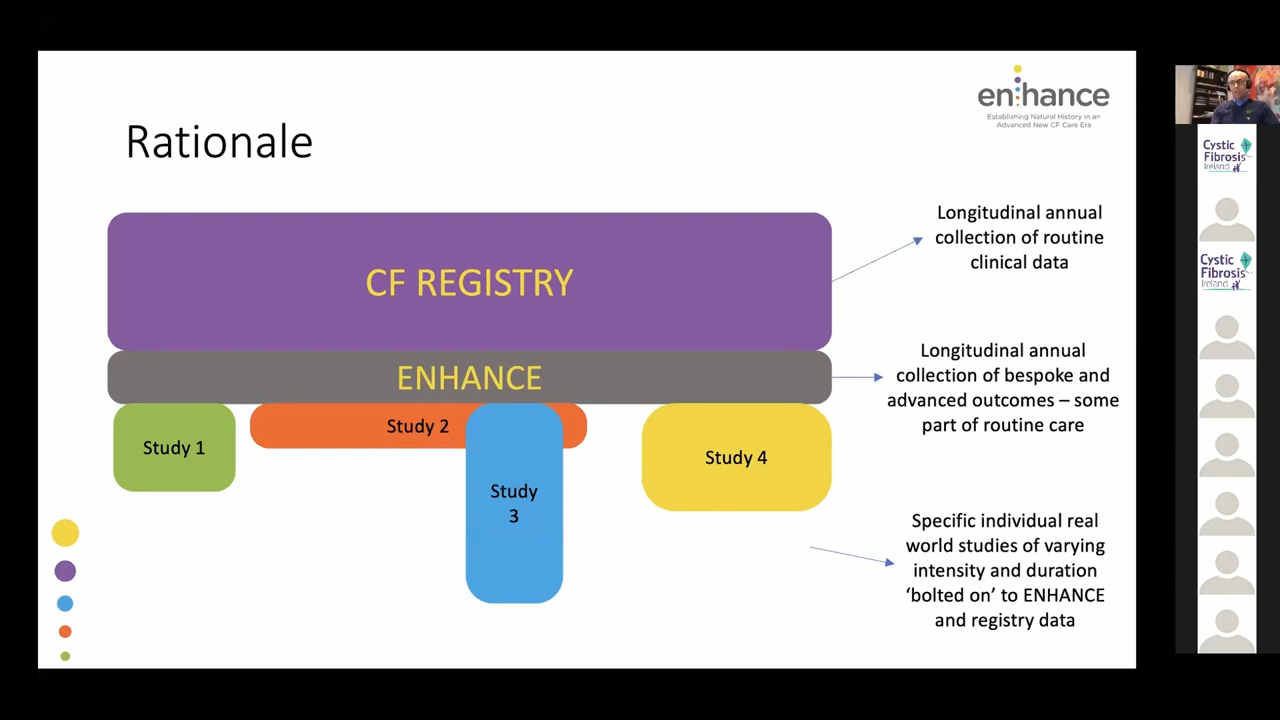 en:hance
Establishing Natural History in an
Advanced New CF Care Era
Rationale
CF REGISTRY
ENHANCE
Study 1
Study 2
Study
3
Study 4
Longitudinal annual
collection of routine
clinical data
Longitudinal annual
collection of bespoke and
advanced outcomes – some
part of routine care
Specific individual real
world studies of varying
intensity and duration
‘bolted on’ to ENHANCE
and registry data
Cystic
Fibrosis
Ireland
Cystic
Fibrosis
Ireland